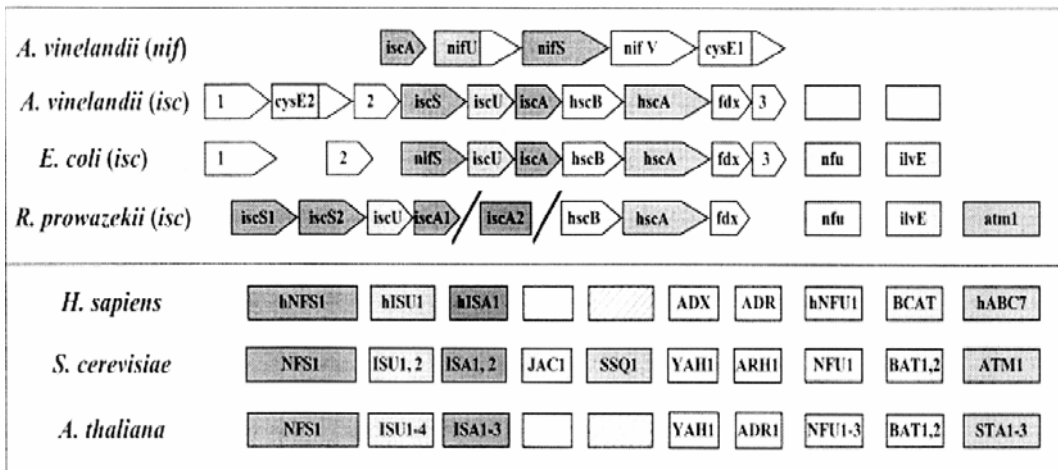 A. vinelandii (nif) iscA nifU nifS nif V cysE1
A. vinelandii (isc) 1 cysE2 2 iscS iscU iscA hscB hscA fdx 3
E. coli (isc) 1 2 nifS iscU iscA hscB hscA fdx 3 nfu ilvE
R. prowazekii (isc) iscS1 iscS2 iscU iscA1 iscA2 hscB hscA fdx nfu ilvE atm1
H. sapiens hNFS1 hISU1 hISA1 ADX ADR hNFU1 BCAT hABC7
S. cerevisiae NFS1 ISU1, 2 ISA1, 2 JAC1 SSQ1 YAH1 ARH1 NFU1 BAT1,2 ATM1
A. thaliana NFS1 ISU1-4 ISA1-3 YAH1 ADR1 NFU1-3 BAT1,2 STA1-3